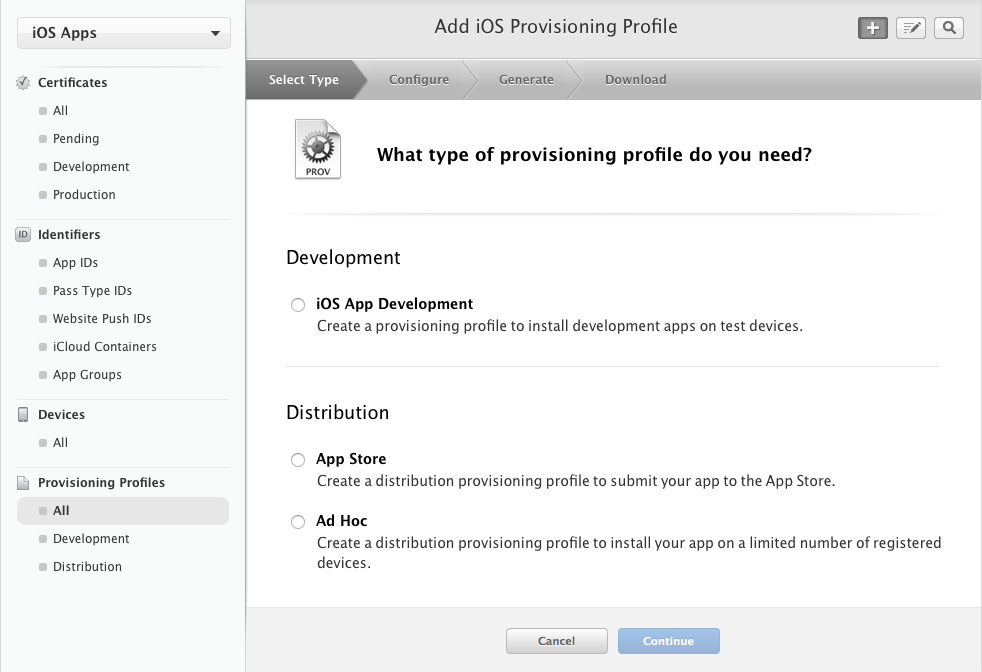 iOS Apps
Certificates
All
Pending
Development
Production
ID Identifiers
App IDs
Pass Type IDs
Website Push IDs
iCloud Containers
App Groups
Devices
All
Provisioning Profiles
All
Development
Distribution
Add iOS Provisioning Profile
Select Type Configure Generate Download
PROV
What type of provisioning profile do you need?
Development
iOS App Development
Create a provisioning profile to install development apps on test devices.
Distribution
App Store
Create a distribution provisioning profile to submit your app to the App Store.
Ad Hoc
Create a distribution provisioning profile to install your app on a limited number of registered
devices.
Cancel Continue